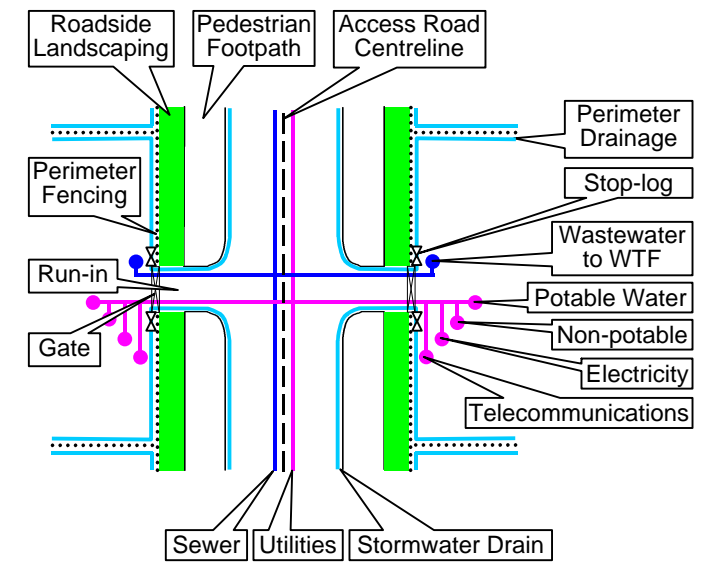 Roadside
Landscaping
Pedestrian
Footpath
Access Road
Centreline
Perimeter
Drainage
Perimeter
Fencing
Stop-log
Wastewater
to WTF
Run-in
Potable Water
Non-potable
Gate
Electricity
Telecommunications
Sewer
Utilities
Stormwater Drain